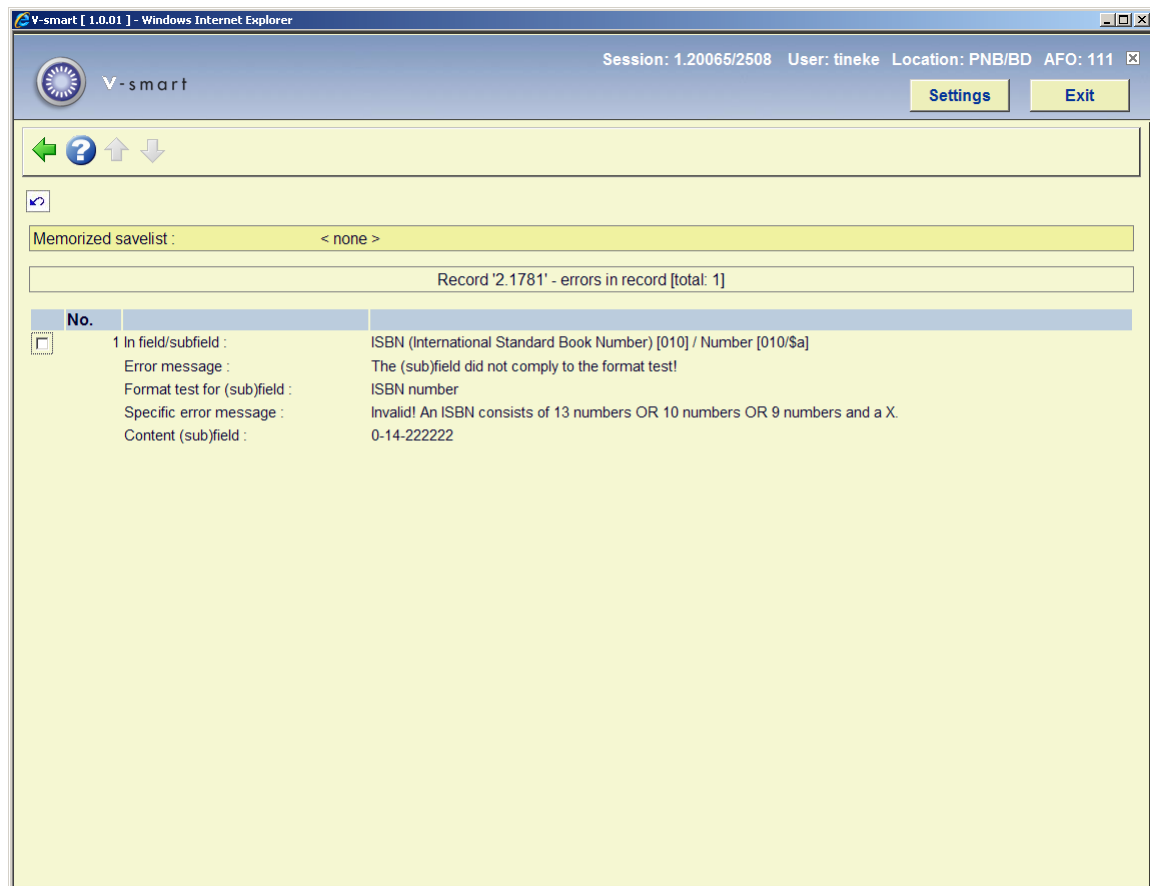 V-smart [ 1.0.01 ] - Windows Internet Explorer
Session: 1.20065/2508 User: tineke Location: PNB/BD AFO: 111
V-smart
Settings Exit
Memorized savelist : < none >
Record '2.1781' - errors in record [total: 1]
No.
1 In field/subfield : ISBN (International Standard Book Number) [010] / Number [010/$a]
Error message : The (sub)field did not comply to the format test!
Format test for (sub)field : ISBN number
Specific error message : Invalid! An ISBN consists of 13 numbers OR 10 numbers OR 9 numbers and a X.
Content (sub)field : 0-14-222222